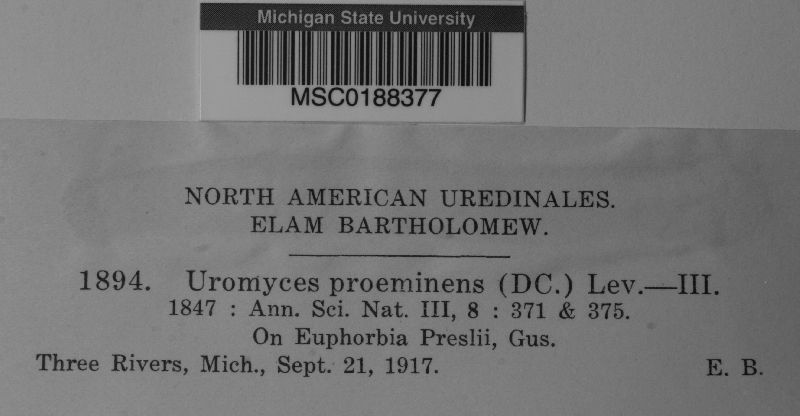 Michigan State University
MSC0188377
NORTH AMERICAN UREDINALES.
ELAM BARTHOLOMEW.
1894. Uromyces proeminens (DC.) Lev.—III.
1847 : Ann. Sci. Nat. III, 8 : 371 & 375.
On Euphorbia Preslii, Gus.
Three Rivers, Mich., Sept. 21, 1917. E. B.